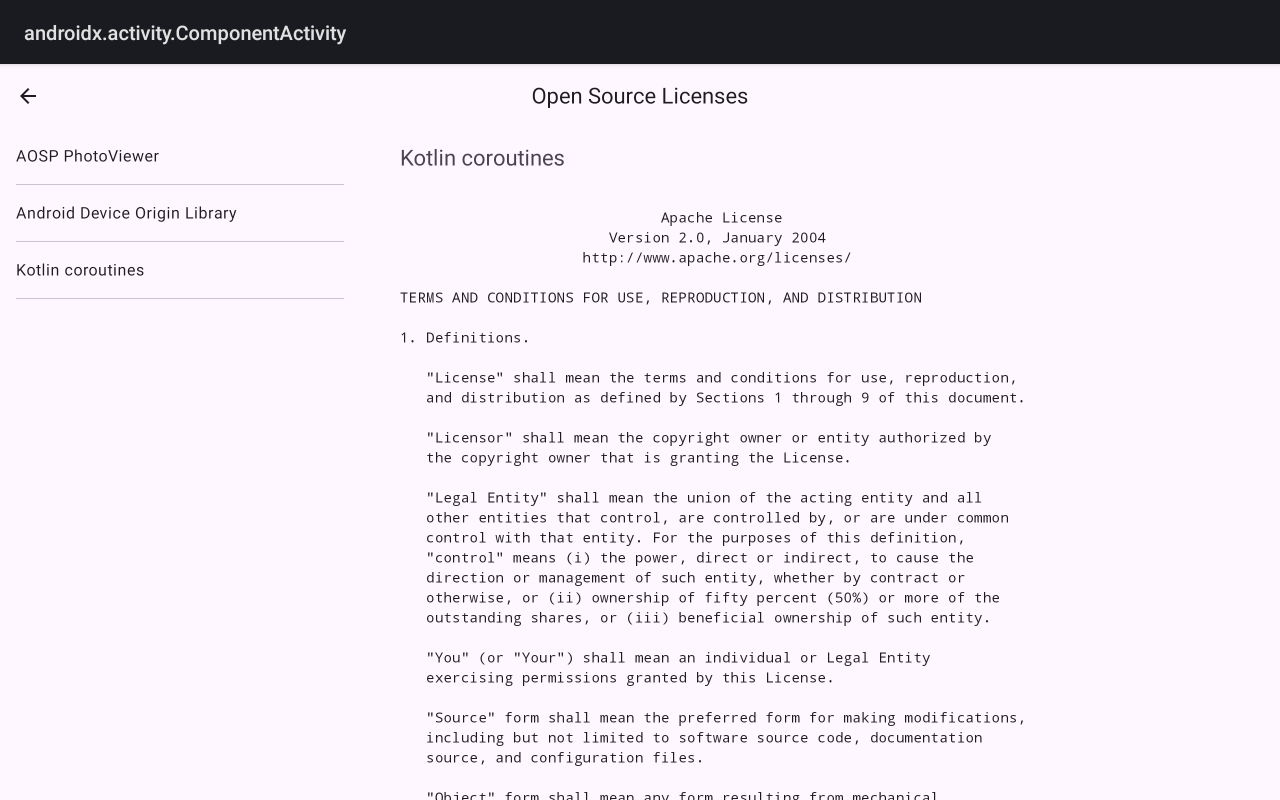 androidx.activity.ComponentActivity
Open Source Licenses
AOSP PhotoViewer
Android Device Origin Library
Kotlin coroutines
Kotlin coroutines
Apache License
Version 2.0, January 2004
http://www.apache.org/licenses/
TERMS AND CONDITIONS FOR USE, REPRODUCTION, AND DISTRIBUTION
1. Definitions.
"License" shall mean the terms and conditions for use, reproduction,
and distribution as defined by Sections 1 through 9 of this document.
"Licensor" shall mean the copyright owner or entity authorized by
the copyright owner that is granting the License.
"Legal Entity" shall mean the union of the acting entity and all
other entities that control, are controlled by, or are under common
control with that entity. For the purposes of this definition,
"control" means (i) the power, direct or indirect, to cause the
direction or management of such entity, whether by contract or
otherwise, or (ii) ownership of fifty percent (50%) or more of the
outstanding shares, or (iii) beneficial ownership of such entity.
"You" (or "Your") shall mean an individual or Legal Entity
exercising permissions granted by this License.
"Source" form shall mean the preferred form for making modifications,
including but not limited to software source code, documentation
source, and configuration files.
"Object" form shall mean any form resulting from mechanical